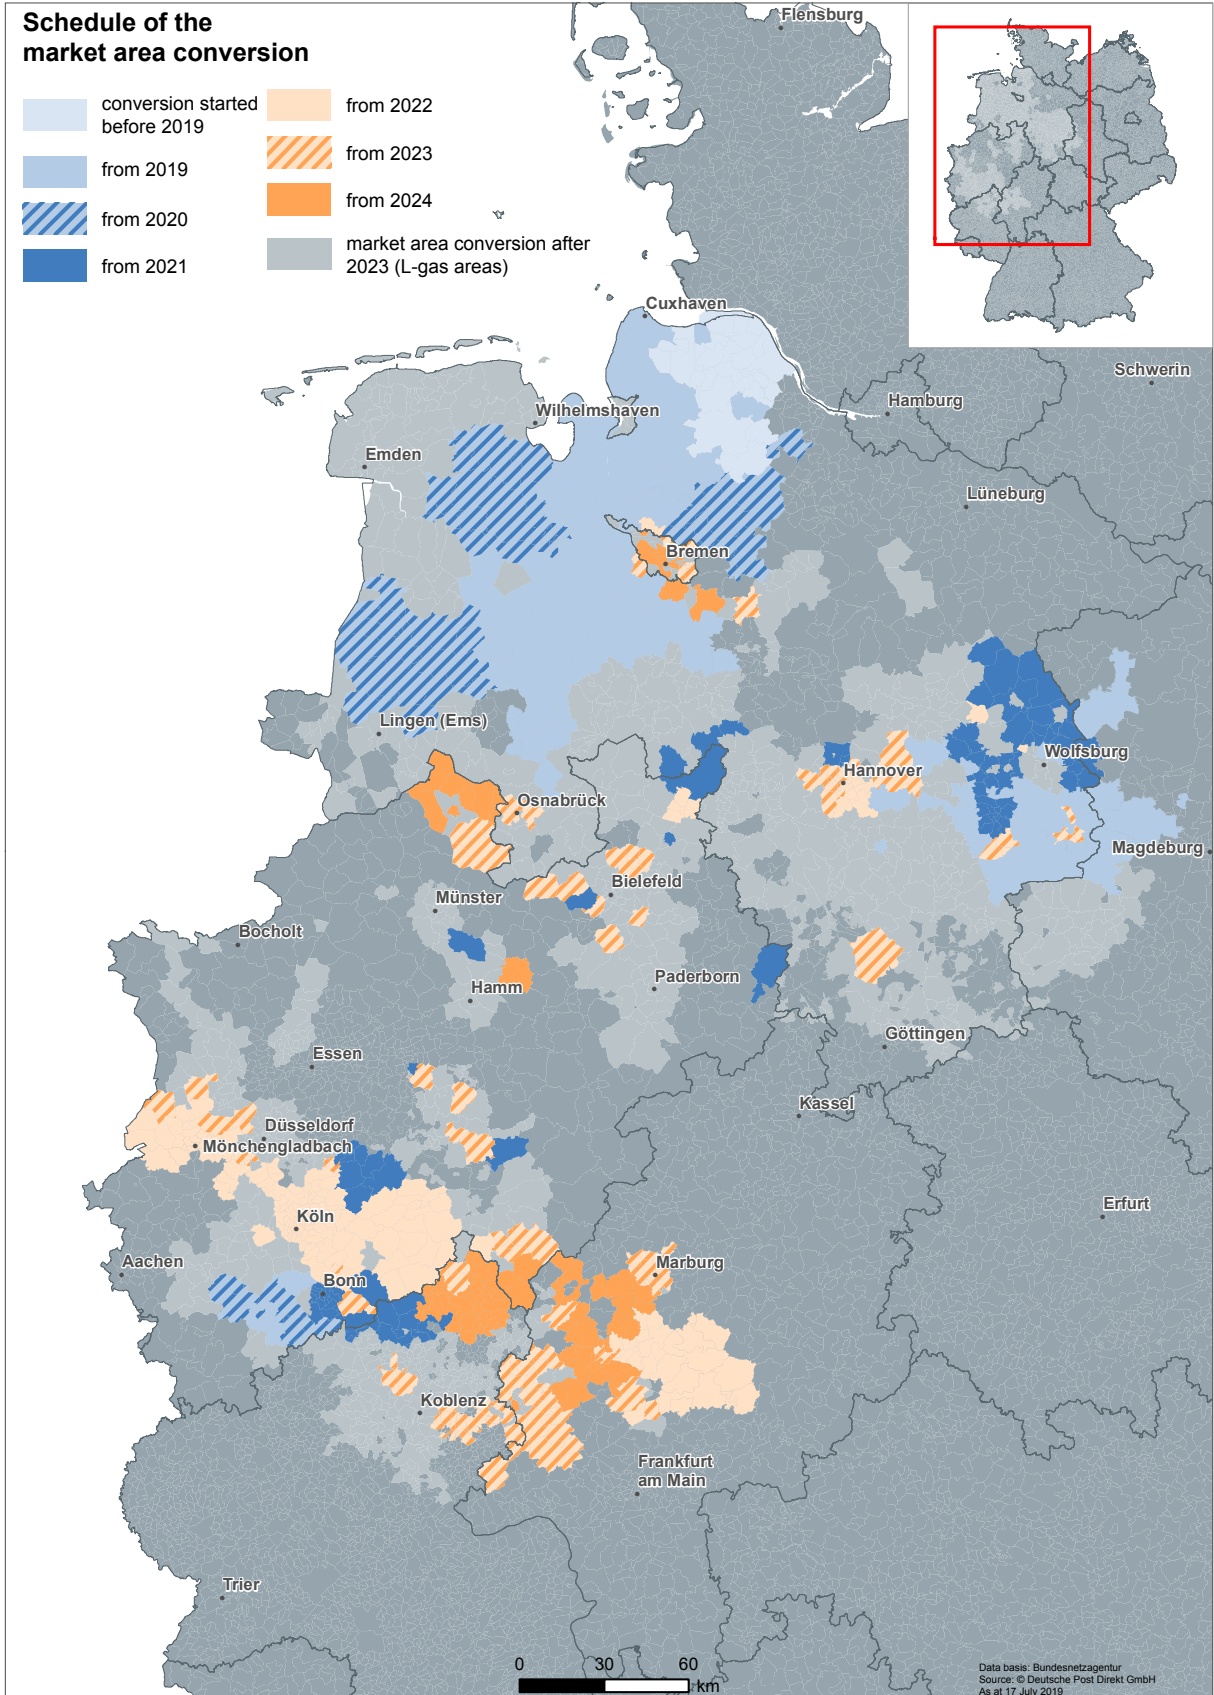 Schedule of the
market area conversion
conversion started
before 2019
from 2019
from 2020
from 2021
from 2022
from 2023
from 2024
market area conversion after
2023 (L-gas areas)
Flensburg
Cuxhaven
Schwerin
Hamburg
Wilhelmshaven
Emden
Lüneburg
Bremen
Lingen (Ems)
Wolfsburg
Hannover
Osnabrück
Magdeburg
Bielefeld
Münster
Bocholt
Paderborn
Hamm
Göttingen
Essen
Kassel
Düsseldorf
Mönchengladbach
Erfurt
Köln
Aachen
Marburg
Bonn
Koblenz
Frankfurt
am Main
Trier
0 30 60
km
Data basis: Bundesnetzagentur
Source: © Deutsche Post Direkt GmbH
As at 17 July 2019